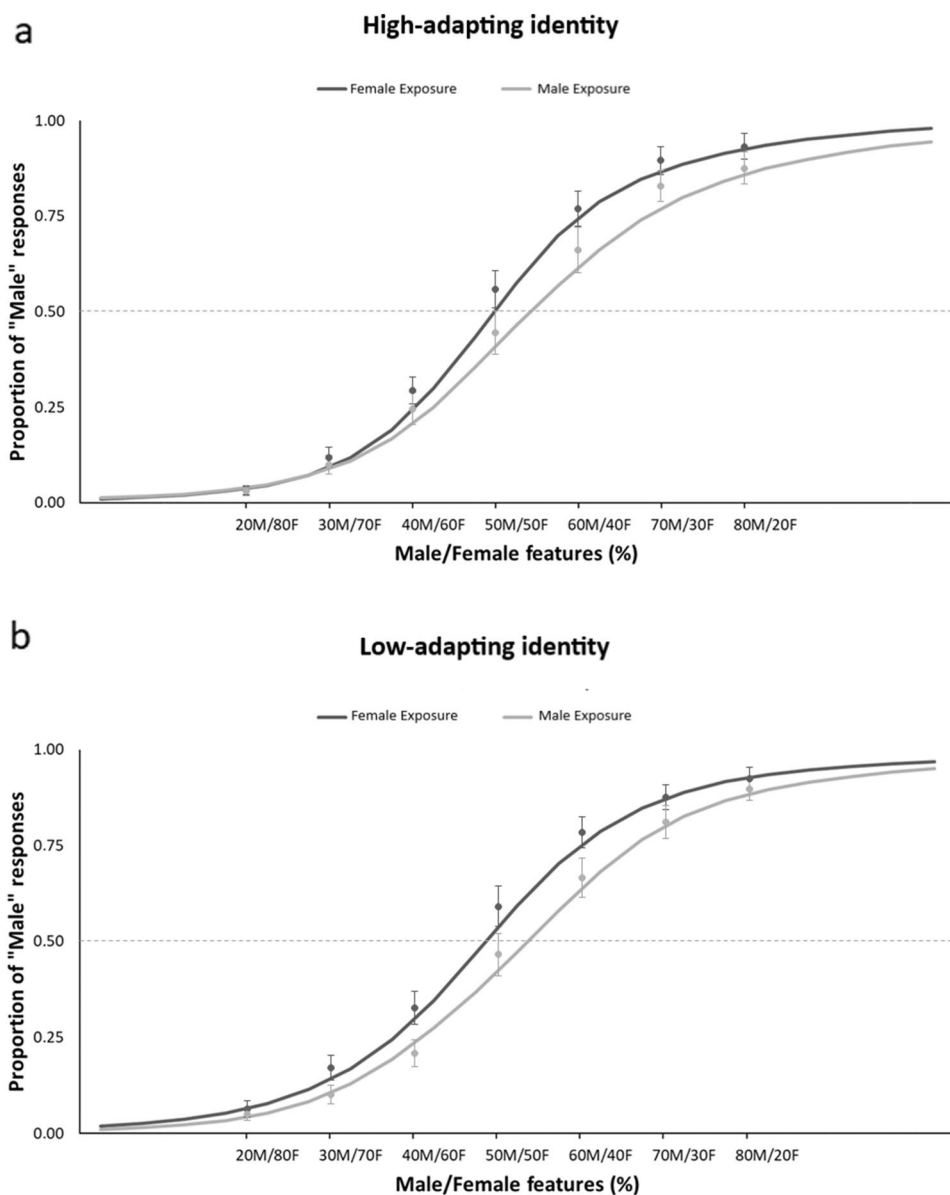 a
High-adapting identity
Female Exposure
Male Exposure
Proportion of "Male" responses
1.00
0.75
0.50
0.25
0.00
20M/80F 30M/70F 40M/60F 50M/50F 60M/40F 70M/30F 80M/20F
Male/Female features (%)
b
Low-adapting identity
Female Exposure
Male Exposure
Proportion of "Male" responses
1.00
0.75
0.50
0.25
0.00
20M/80F 30M/70F 40M/60F 50M/50F 60M/40F 70M/30F 80M/20F
Male/Female features (%)